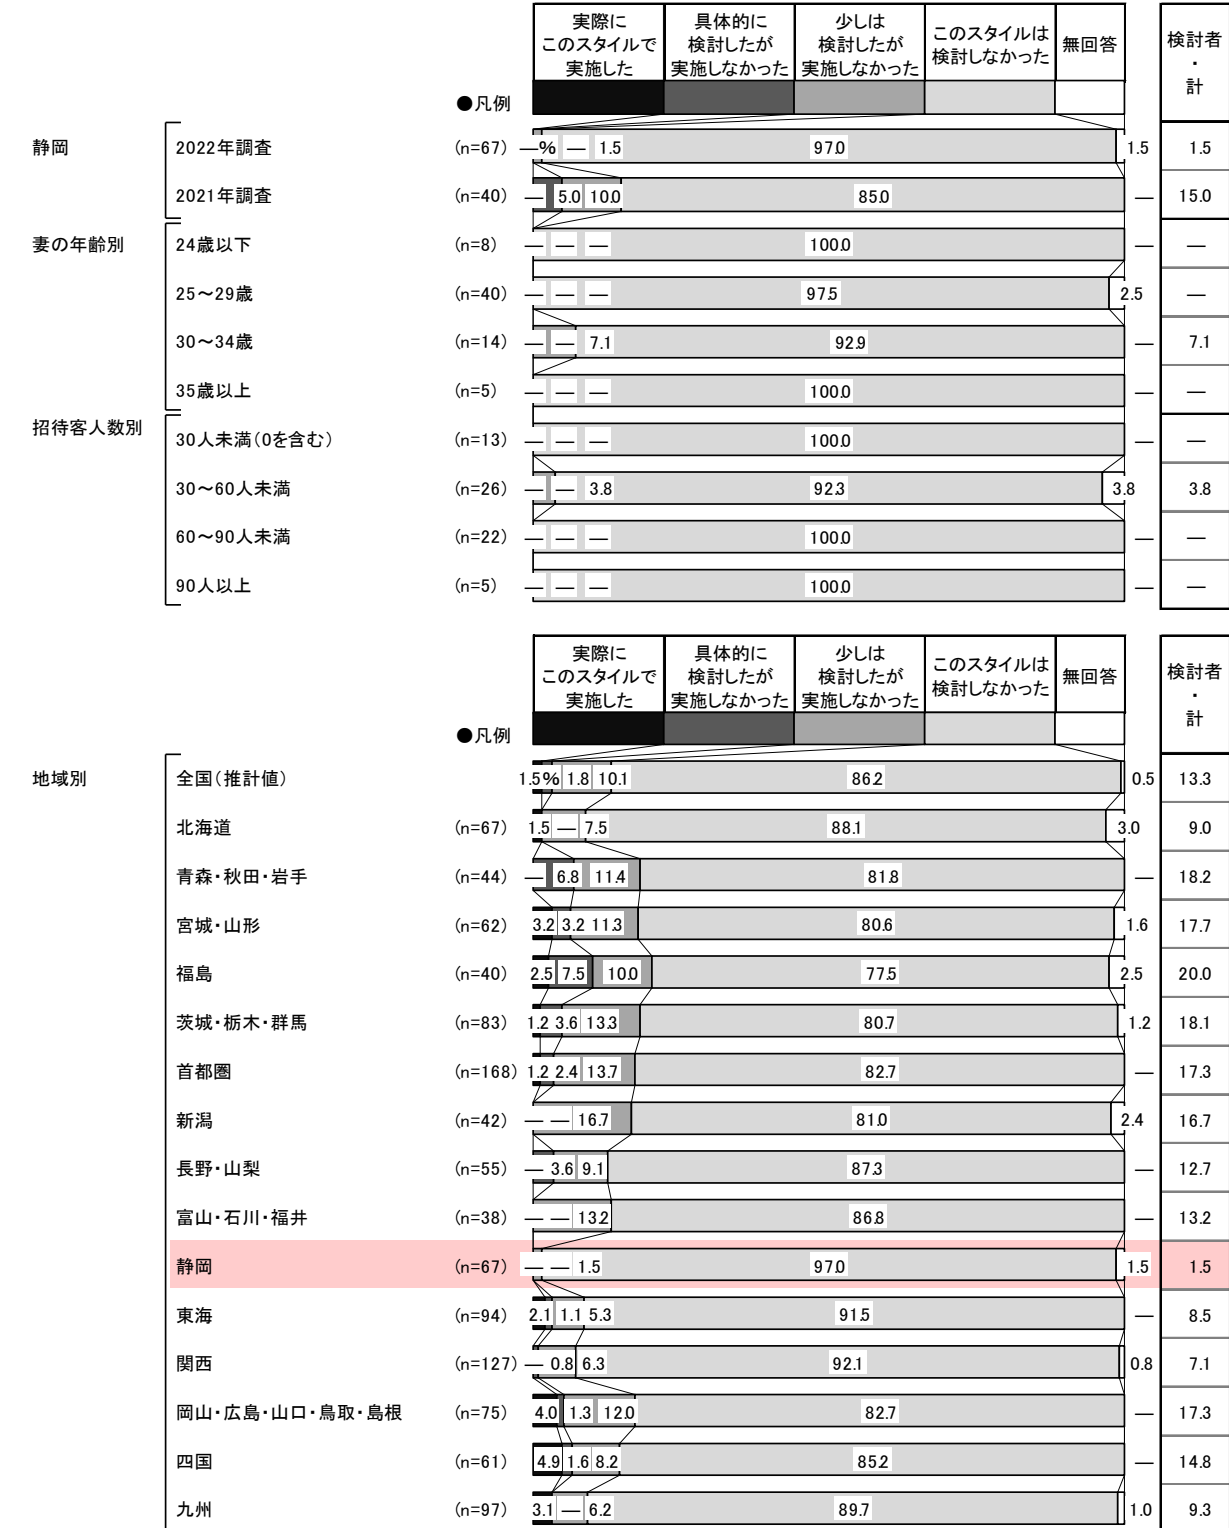 実際に
このスタイルで
実施した
具体的に
検討したが
実施しなかった
少しは
検討したが
実施しなかった
このスタイルは
検討しなかった
無回答
検討者
・
計
●凡例
静岡 2022年調査 (n=67) ―% ― 1.5 97.0 1.5 1.5
2021年調査 (n=40) ― 5.0 10.0 85.0 ― 15.0
妻の年齢別 24歳以下 (n=8) ― ― ― 100.0 ― ―
25～29歳 (n=40) ― ― ― 97.5 2.5 ―
30～34歳 (n=14) ― ― 7.1 92.9 ― 7.1
35歳以上 (n=5) ― ― ― 100.0 ― ―
招待客人数別 30人未満(0を含む) (n=13) ― ― ― 100.0 ― ―
30～60人未満 (n=26) ― ― 3.8 92.3 3.8 3.8
60～90人未満 (n=22) ― ― ― 100.0 ― ―
90人以上 (n=5) ― ― ― 100.0 ― ―
実際に
このスタイルで
実施した
具体的に
検討したが
実施しなかった
少しは
検討したが
実施しなかった
このスタイルは
検討しなかった
無回答
検討者
・
計
●凡例
地域別 全国(推計値) 1.5% 1.8 10.1 86.2 0.5 13.3
北海道 (n=67) 1.5 ― 7.5 88.1 3.0 9.0
青森・秋田・岩手 (n=44) ― 6.8 11.4 81.8 ― 18.2
宮城・山形 (n=62) 3.2 3.2 11.3 80.6 1.6 17.7
福島 (n=40) 2.5 7.5 10.0 77.5 2.5 20.0
茨城・栃木・群馬 (n=83) 1.2 3.6 13.3 80.7 1.2 18.1
首都圏 (n=168) 1.2 2.4 13.7 82.7 ― 17.3
新潟 (n=42) ― ― 16.7 81.0 2.4 16.7
長野・山梨 (n=55) ― 3.6 9.1 87.3 ― 12.7
富山・石川・福井 (n=38) ― ― 13.2 86.8 ― 13.2
静岡 (n=67) ― ― 1.5 97.0 1.5 1.5
東海 (n=94) 2.1 1.1 5.3 91.5 ― 8.5
関西 (n=127) ― 0.8 6.3 92.1 0.8 7.1
岡山・広島・山口・鳥取・島根 (n=75) 4.0 1.3 12.0 82.7 ― 17.3
四国 (n=61) 4.9 1.6 8.2 85.2 ― 14.8
九州 (n=97) 3.1 ― 6.2 89.7 1.0 9.3